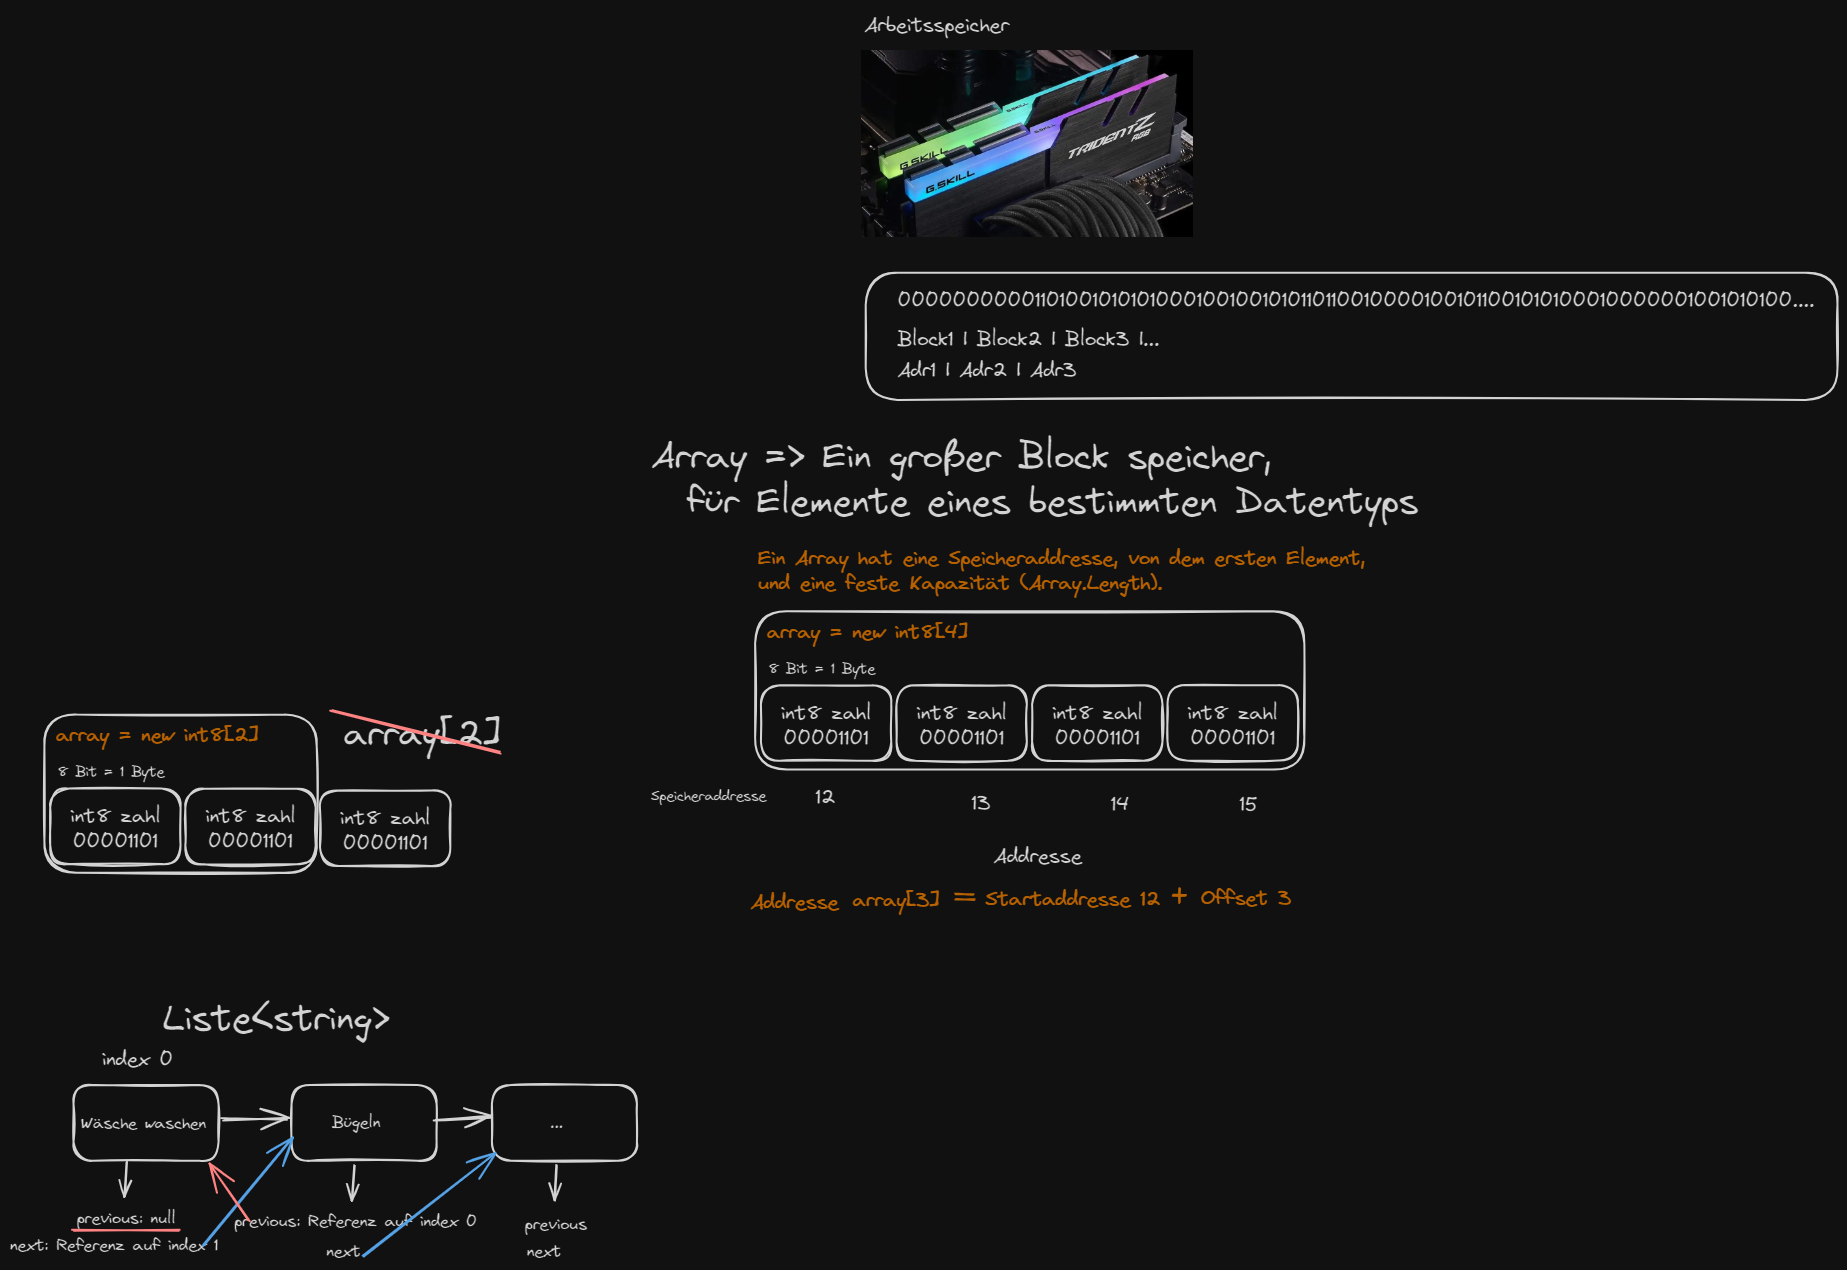 Arbeitsspeicher
G.SKILL
G.SKILL
G.SKILL
G.SKILL
TRIDENT Z
RGB
000000000011010010101010001001001010110110010000100101100101010001000000100101010 0....
Block1 | Block2 | Block3 |...
Adr1 | Adr2 | Adr3
Array => Ein großer Block speicher,
für Elemente eines bestimmten Datentyps
Ein Array hat eine Speicheraddresse, von dem ersten Element,
und eine feste Kapazität (Array.Length).
array = new int8[4]
8 Bit = 1 Byte
int8 zahl
00001101
int8 zahl
00001101
int8 zahl
00001101
int8 zahl
00001101
Speicheraddresse 12 13 14 15
Addresse
Addresse array[3] = Startaddresse 12 + Offset 3
array = new int8[2]
array[2]
8 Bit = 1 Byte
int8 zahl
00001101
int8 zahl
00001101
int8 zahl
00001101
Liste<string>
index 0
Wäsche waschen
Bügeln
...
previous: null
next: Referenz auf index 1
previous: Referenz auf index 0
next
previous
next